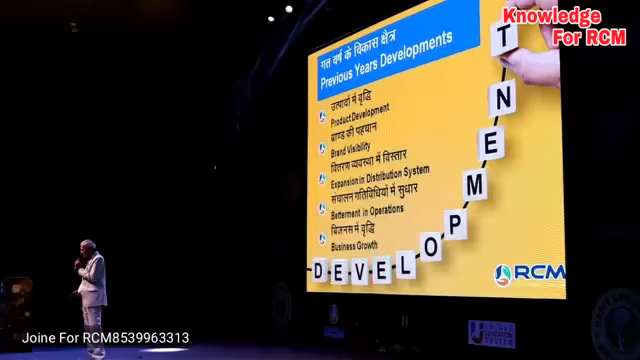 Knowledge
For RCM
गत वर्ष के विकास क्षेत्र
Previous Years Developments
उत्पादों में वृद्धि
Product Development
ब्राण्ड की पहचान
Brand Visibility
वितरण व्यवस्था में विस्तार
Expansion in Distribution System
संचालन गतिविधियों में सुधार
Betterment in Operations
बिजनस में वृद्धि
Business Growth
DEVELOPMENT
RCM
Joine For RCM8539963313